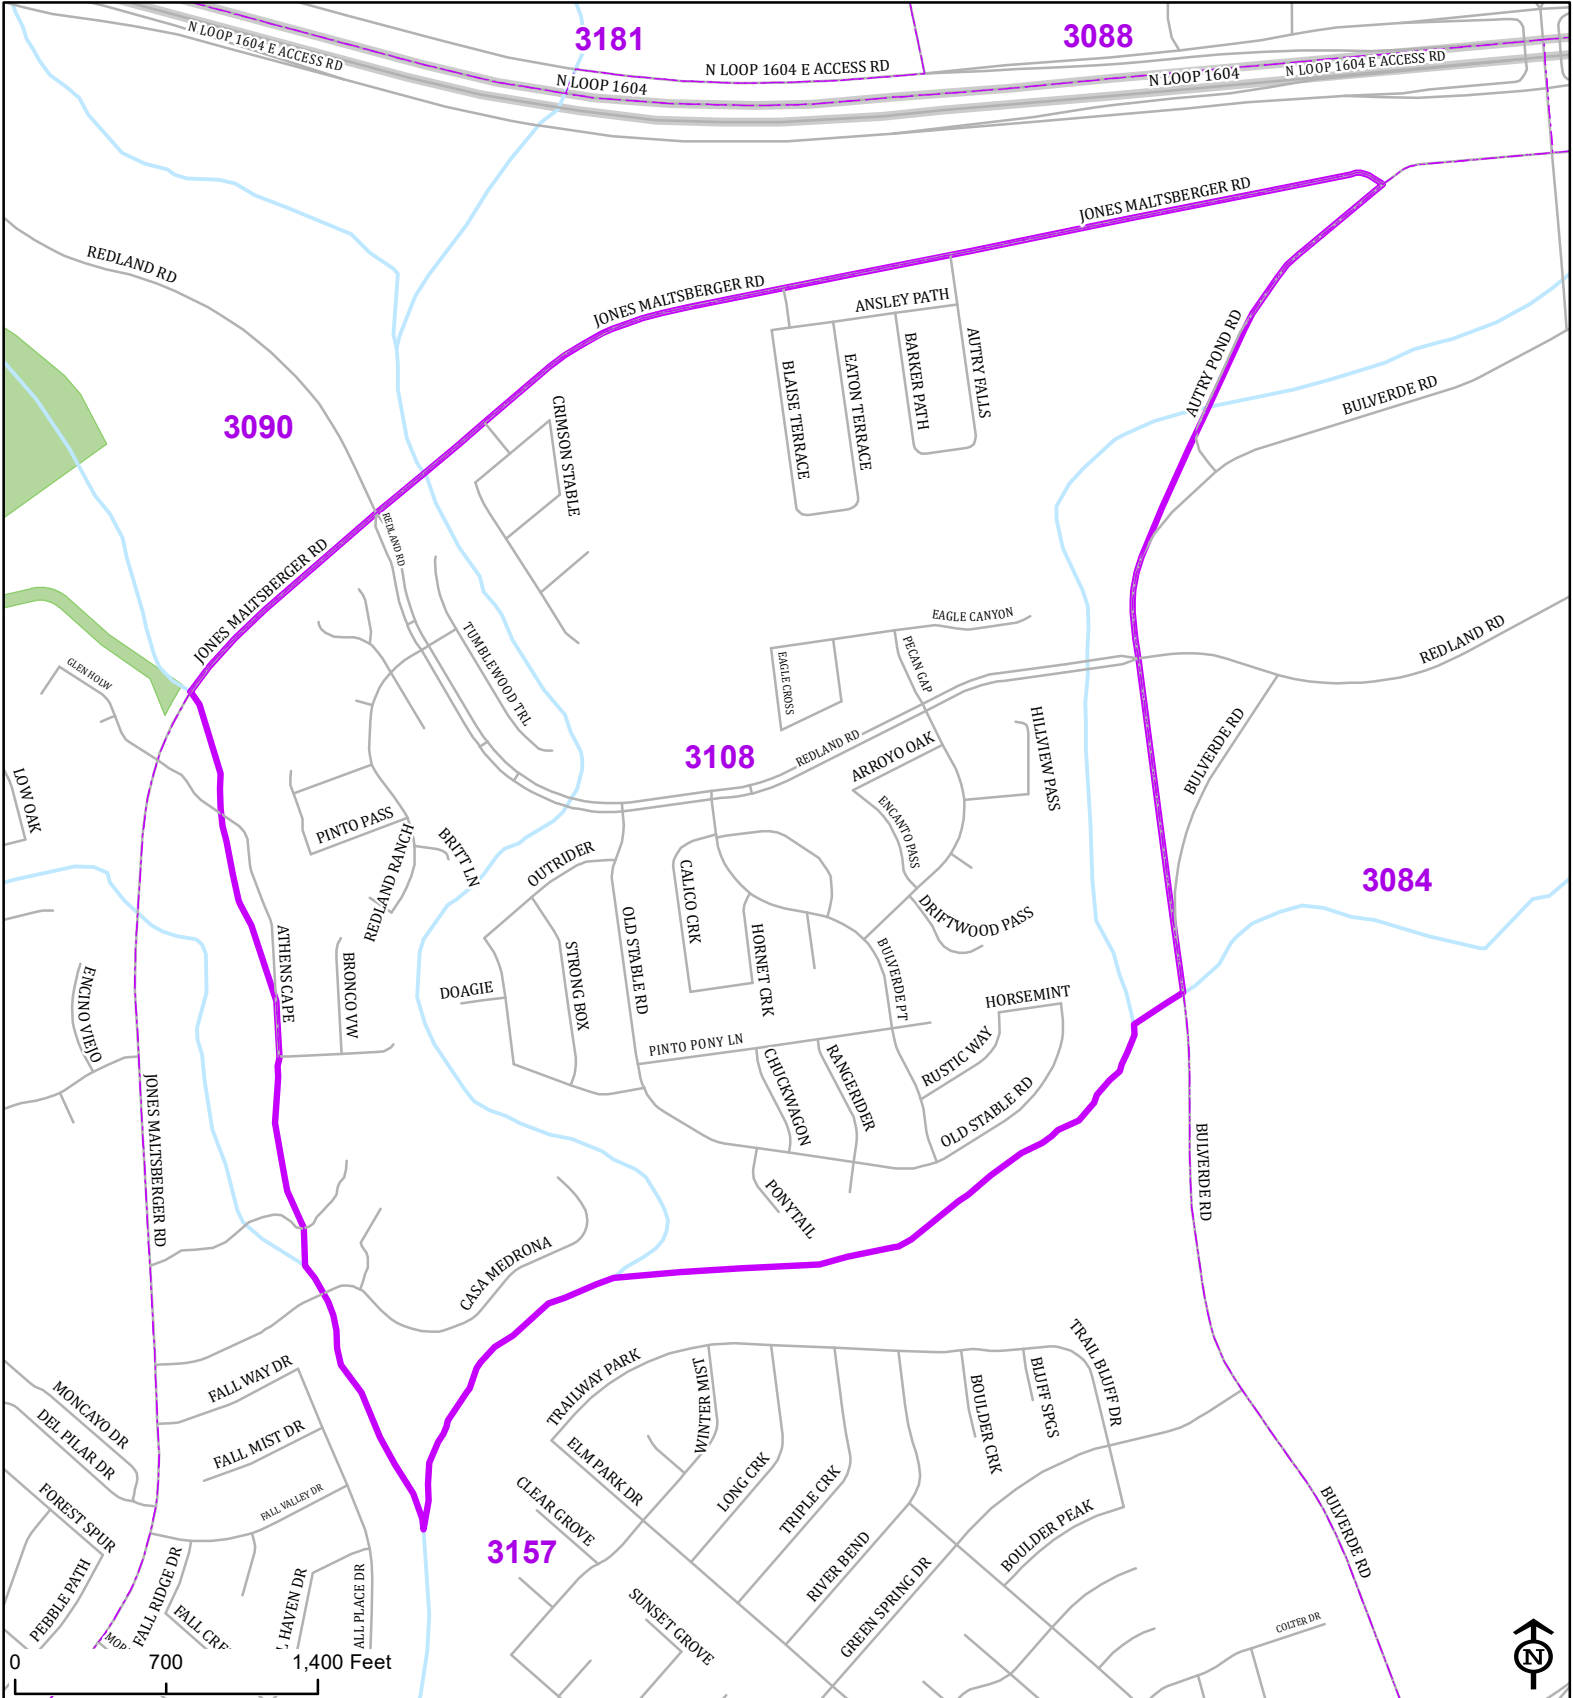 3181
3088
N LOOP 1604 E ACCESS RD
N LOOP 1604 E ACCESS RD
N LOOP 1604
N LOOP 1604
N LOOP 1604 E ACCESS RD
JONES MALTSBERGER RD
REDLAND RD
JONES MALTSBERGER RD
ANSLEY PATH
AUTRY POND RD
BLAISE TERRACE
EATON TERRACE
BARKER PATH
AUTRY FALLS
BULVERDE RD
3090
CRIMSON STABLE
REDLAND RD
JONES MALTSBERGER RD
TUMBLEWOOD TRL
EAGLE CANYON
PECAN GAP
EAGLE CROSS
REDLAND RD
GLEN HOLW
3108
REDLAND RD
ARROYO OAK
HILLVIEW PASS
BULVERDE RD
LOW OAK
PINTO PASS
REDLAND RANCH
BRITT LN
OUTRIDER
CALICO CRK
ENCANTO PASS
DRIFTWOOD PASS
3084
ATHENS CAPE
BRONCO VW
DOAGIE
STRONG BOX
OLD STABLE RD
HORNET CRK
BULVERDE PT
HORSEMINT
ENCINO VIEJO
PINTO PONY LN
CHUCKWAGON
RANGERIDER
RUSTIC WAY
OLD STABLE RD
JONES MALTSBERGER RD
BULVERDE RD
PONYTAIL
CASA MEDRONA
FALL WAY DR
TRAILWAY PARK
WINTER MIST
TRAIL BLUFF DR
BLUFF SPGS
BOULDER CRK
MONCAYO DR
DEL PILAR DR
FALL MIST DR
ELM PARK DR
LONG CRK
TRIPLE CRK
FOREST SPUR
FALL VALLEY DR
CLEAR GROVE
BOULDER PEAK
BULVERDE RD
3157
RIVER BEND
GREEN SPRING DR
SUNSET GROVE
PEBBLE PATH
FALL RIDGE DR
FALL CRE
L HAVEN DR
ALL PLACE DR
MOR
COLTER DR
0 700 1,400 Feet
N